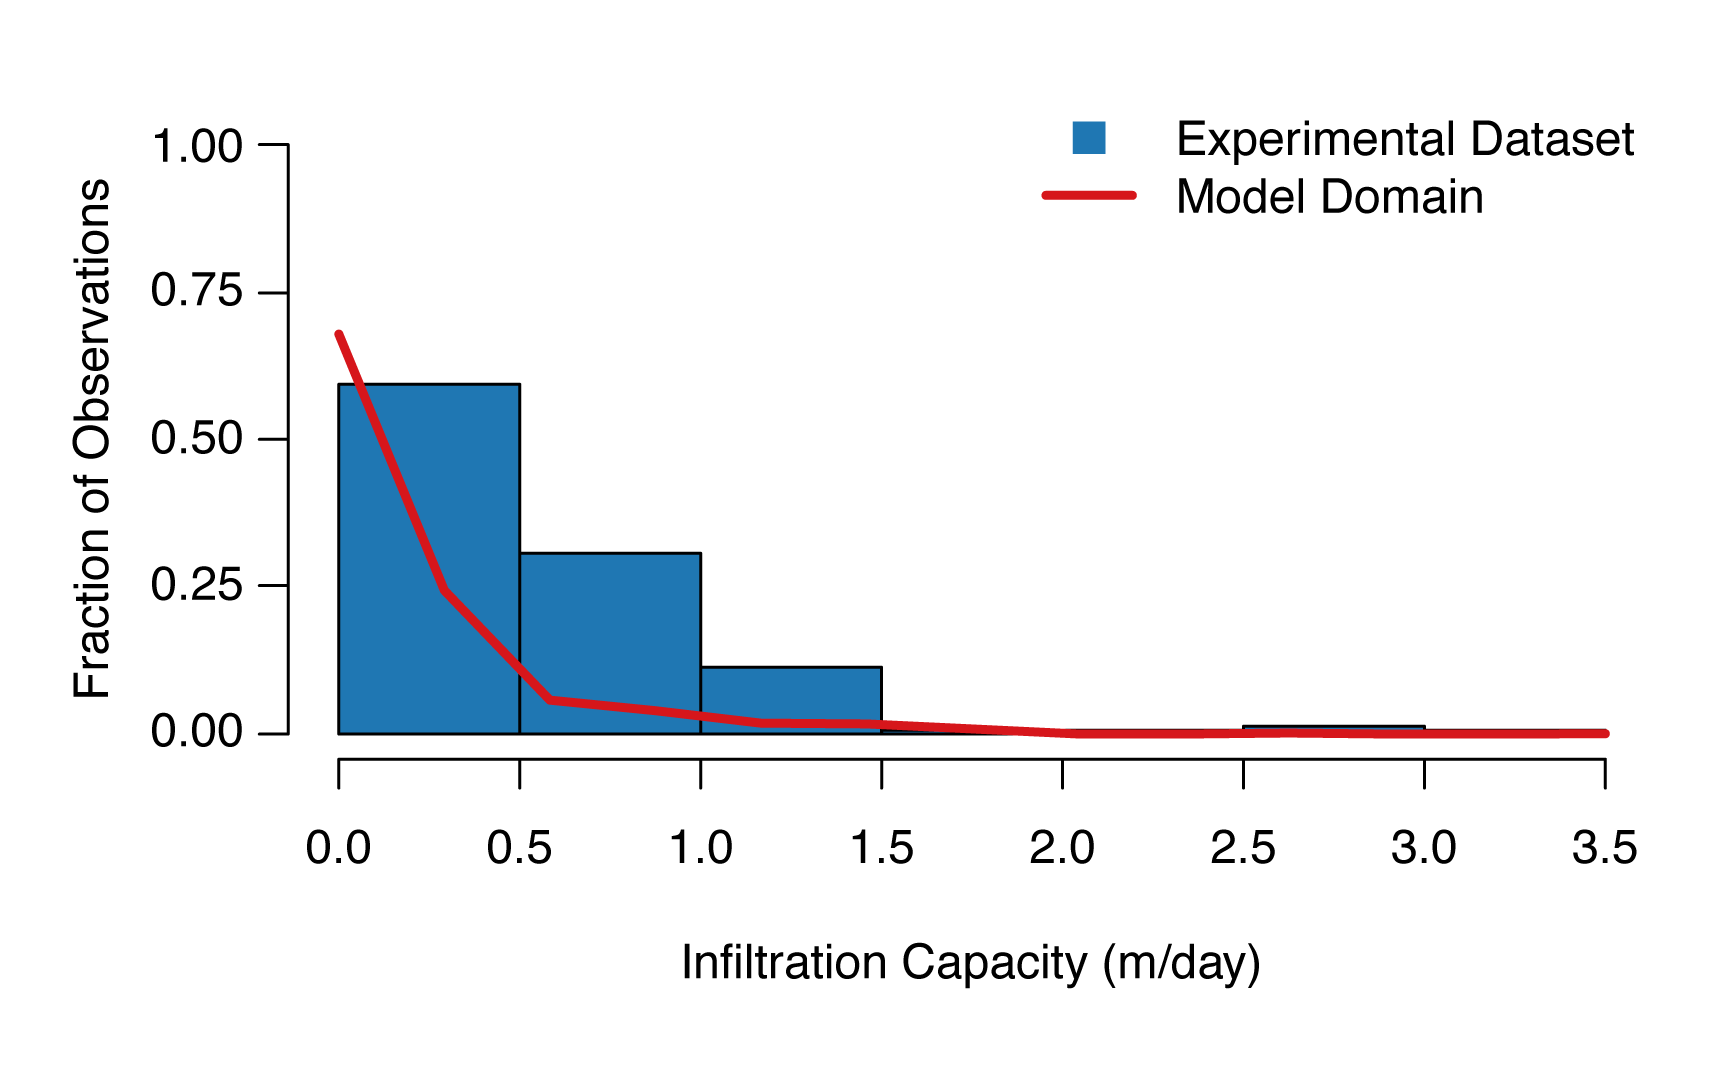 Experimental Dataset
Model Domain
Fraction of Observations
1.00
0.75
0.50
0.25
0.00
0.0 0.5 1.0 1.5 2.0 2.5 3.0 3.5
Infiltration Capacity (m/day)